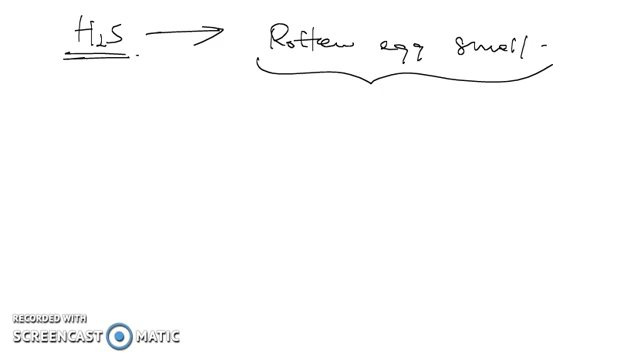 H₂S → Rotten egg smell.
RECORDED WITH
SCREENCAST MATIC